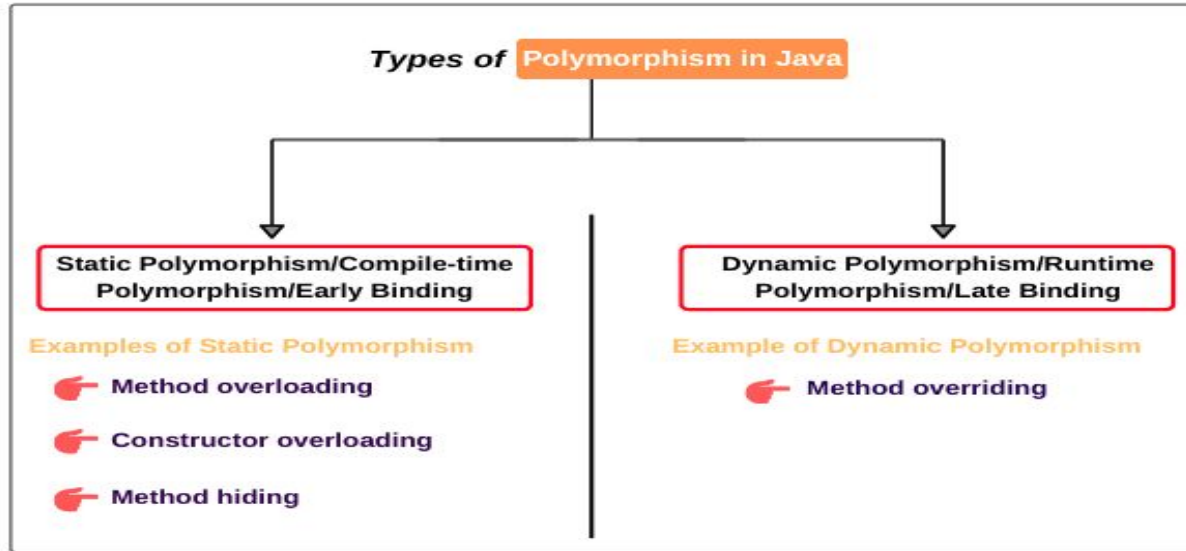 Types of Polymorphism in Java
Static Polymorphism/Compile-time
Polymorphism/Early Binding
Examples of Static Polymorphism
Method overloading
Constructor overloading
Method hiding
Dynamic Polymorphism/Runtime
Polymorphism/Late Binding
Example of Dynamic Polymorphism
Method overriding